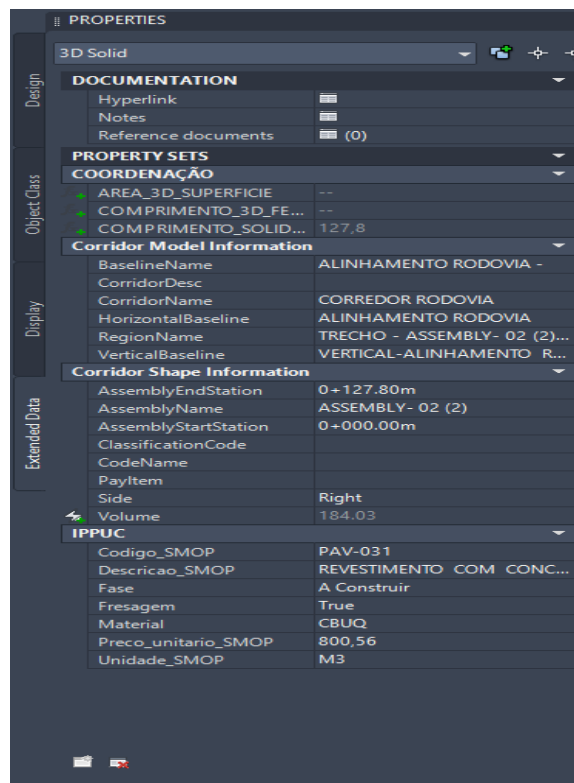 PROPERTIES
3D Solid
Design
Object Class
Display
Extended Data
DOCUMENTATION
Hyperlink
Notes
Reference documents (0)
PROPERTY SETS
COORDENAÇÃO
AREA_3D_SUPERFICIE --
COMPRIMENTO_3D_FE... --
COMPRIMENTO_SOLID... 127,8
Corridor Model Information
BaselineName ALINHAMENTO RODOVIA -
CorridorDesc
CorridorName CORREDOR RODOVIA
HorizontalBaseline ALINHAMENTO RODOVIA
RegionName TRECHO - ASSEMBLY- 02 (2)...
VerticalBaseline VERTICAL-ALINHAMENTO R...
Corridor Shape Information
AssemblyEndStation 0+127.80m
AssemblyName ASSEMBLY- 02 (2)
AssemblyStartStation 0+000.00m
ClassificationCode
CodeName
PayItem
Side Right
Volume 184.03
IPPUC
Codigo_SMOP PAV-031
Descricao_SMOP REVESTIMENTO COM CONC...
Fase A Construir
Fresagem True
Material CBUQ
Preco_unitario_SMOP 800,56
Unidade_SMOP M3